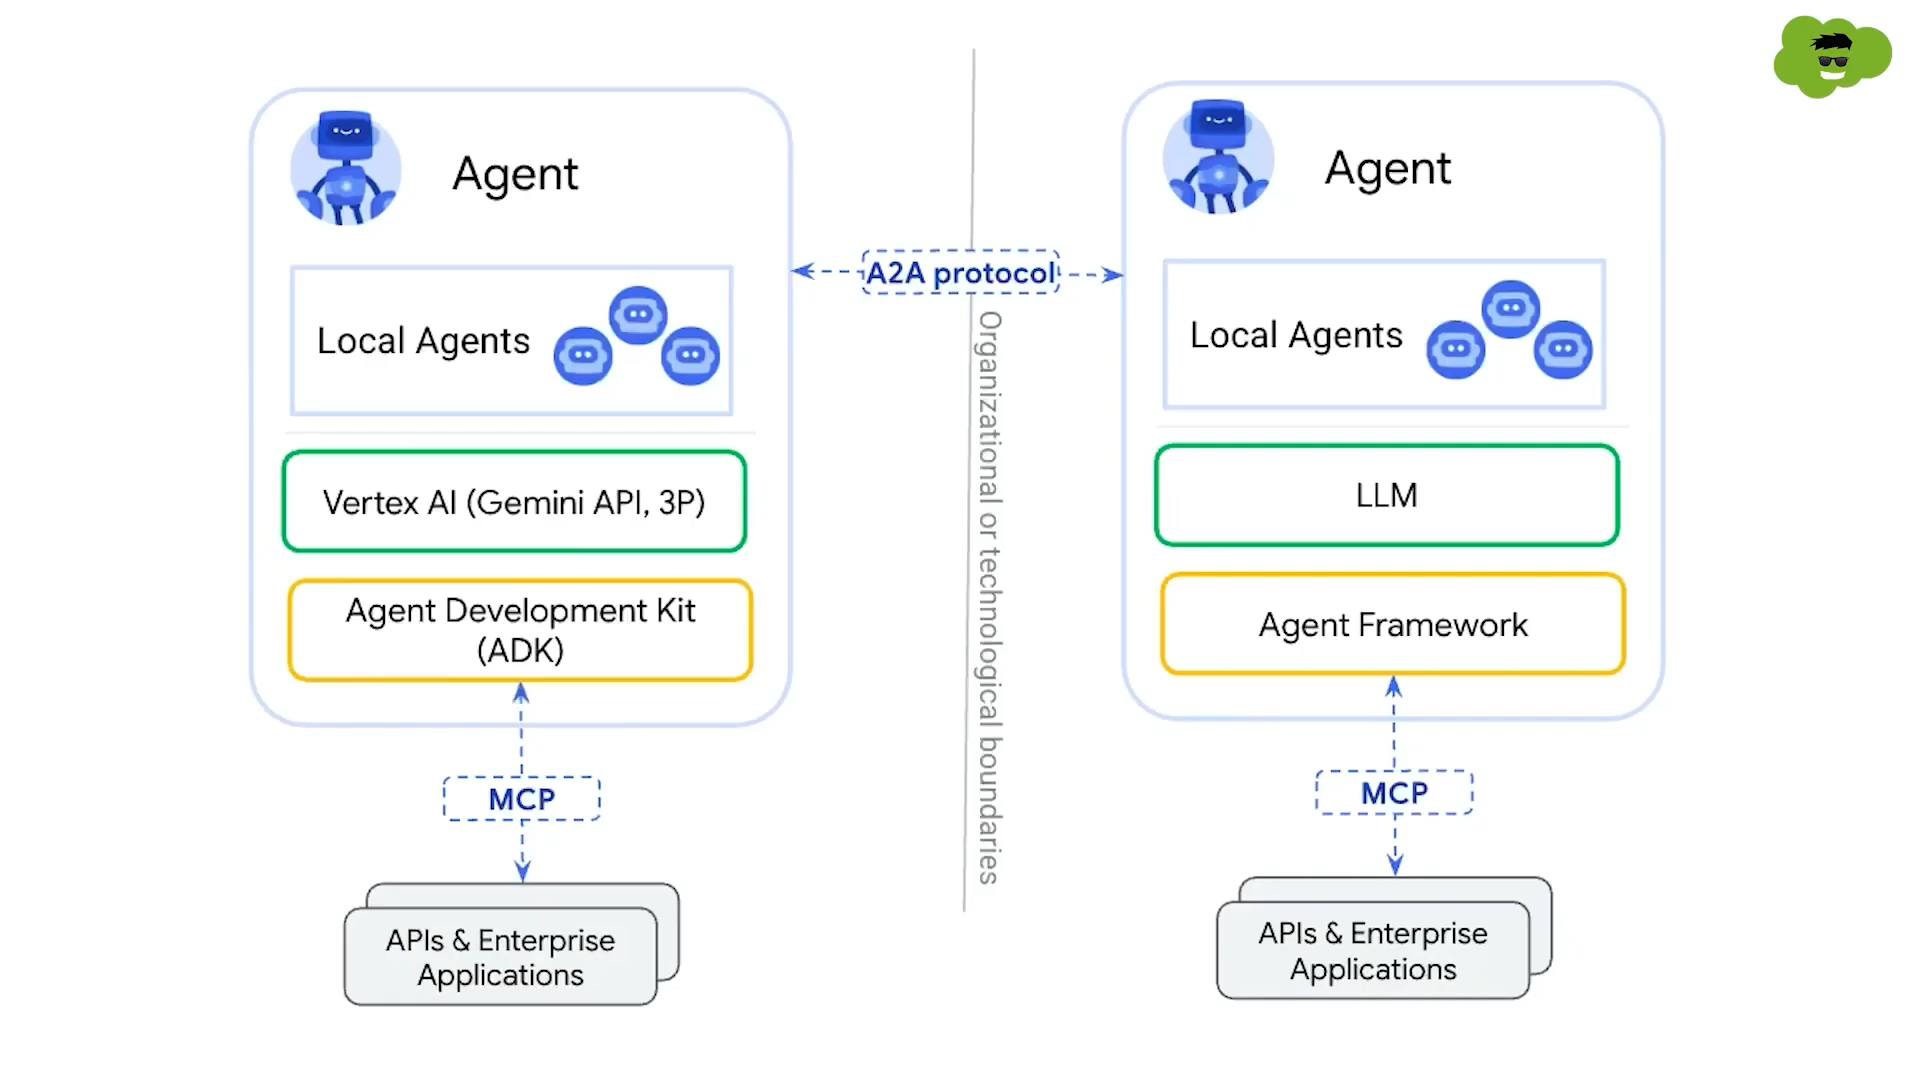 Agent
Local Agents
Vertex AI (Gemini API, 3P)
Agent Development Kit
(ADK)
MCP
APIs & Enterprise
Applications
A2A protocol
Organizational or technological boundaries
Agent
Local Agents
LLM
Agent Framework
MCP
APIs & Enterprise
Applications